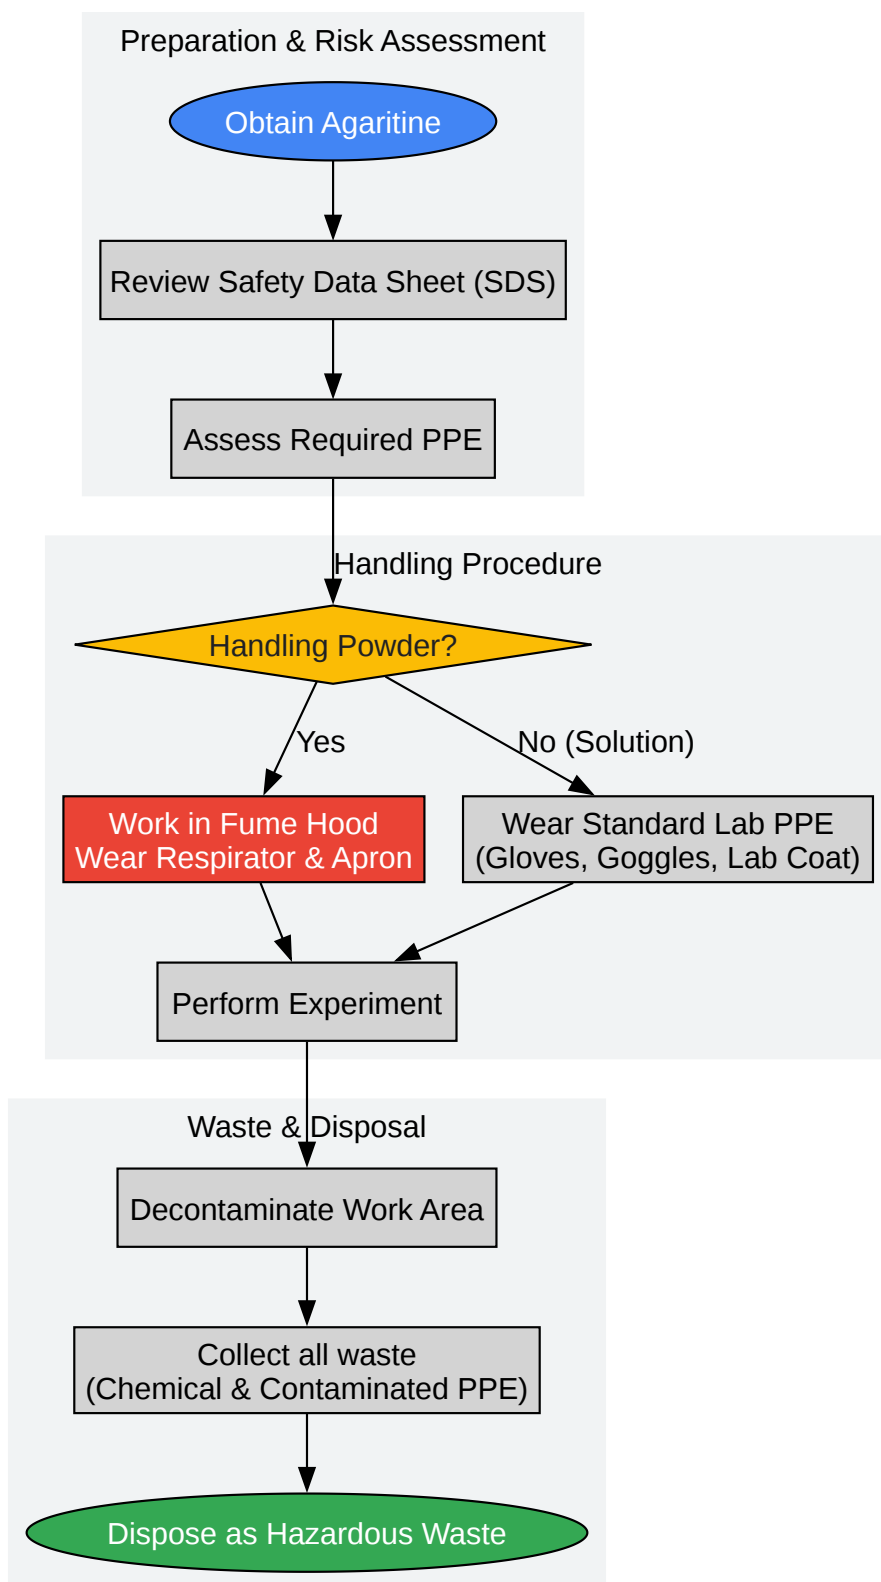 Preparation & Risk Assessment
Obtain Agaritine
Review Safety Data Sheet (SDS)
Assess Required PPE
Handling Procedure
Handling Powder?
Yes
No (Solution)
Work in Fume Hood
Wear Respirator & Apron
Wear Standard Lab PPE
(Gloves, Goggles, Lab Coat)
Perform Experiment
Waste & Disposal
Decontaminate Work Area
Collect all waste
(Chemical & Contaminated PPE)
Dispose as Hazardous Waste